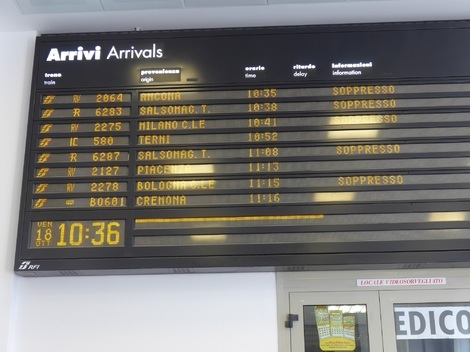 Arrivi Arrivals
treno provenienza orario ritardo informazioni
train origin time delay information
RV 2064 ANCONA 10:35 SOPPRESSO
R 6283 SALSOMAG.T. 10:38 SOPPRESSO
RV 2275 MILANO C.LE 10:41
IC 580 TERNI 10:52
R 6287 SALSOMAG.T. 11:08 SOPPRESSO
RV 2127 PIACENZA 11:13
RV 2278 BOLOGNA C.LE 11:15 SOPPRESSO
BO601 CREMONA 11:16
VEN
18
OTT
10:36
RFI
LOCALE VIDEOSORVEGLIATO
EDICO